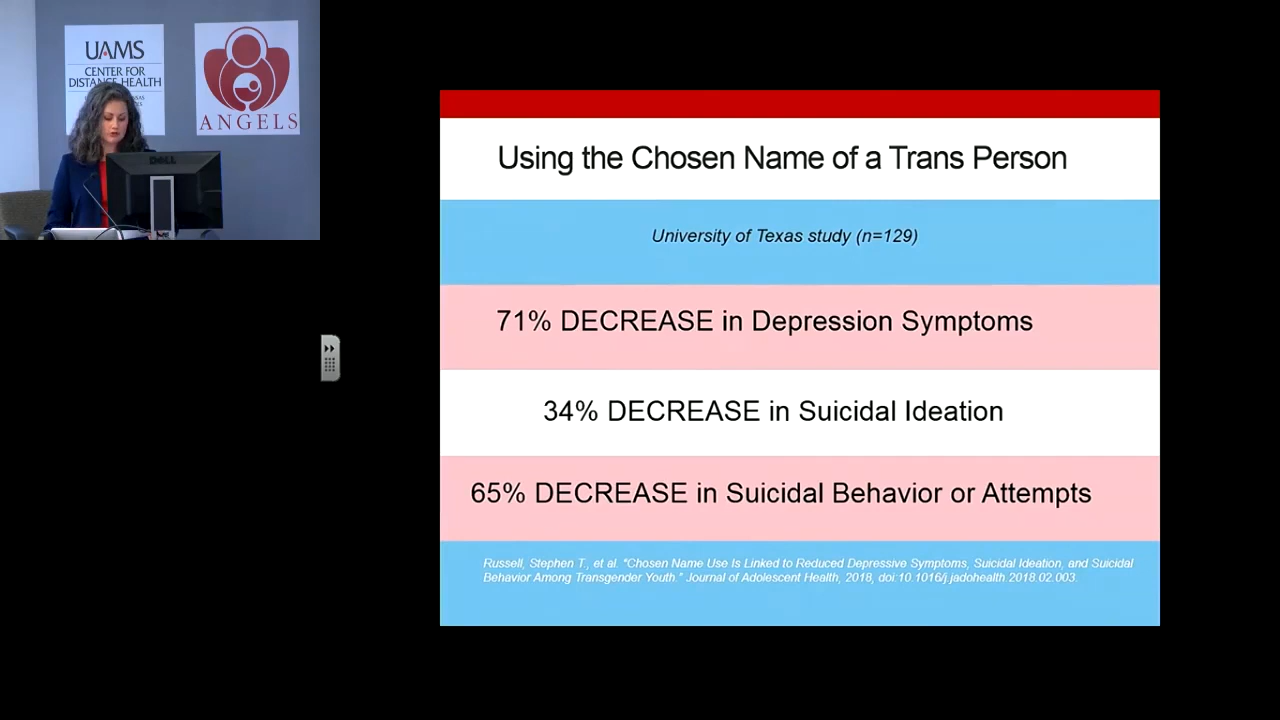 UAMS
CENTER FOR
DISTANCE HEALTH
ANGELS
DELL
Using the Chosen Name of a Trans Person
University of Texas study (n=129)
71% DECREASE in Depression Symptoms
34% DECREASE in Suicidal Ideation
65% DECREASE in Suicidal Behavior or Attempts
Russell, Stephen T., et al. "Chosen Name Use Is Linked to Reduced Depressive Symptoms, Suicidal Ideation, and Suicidal
Behavior Among Transgender Youth." Journal of Adolescent Health, 2018, doi:10.1016/j.jadohealth 2018.02.003.